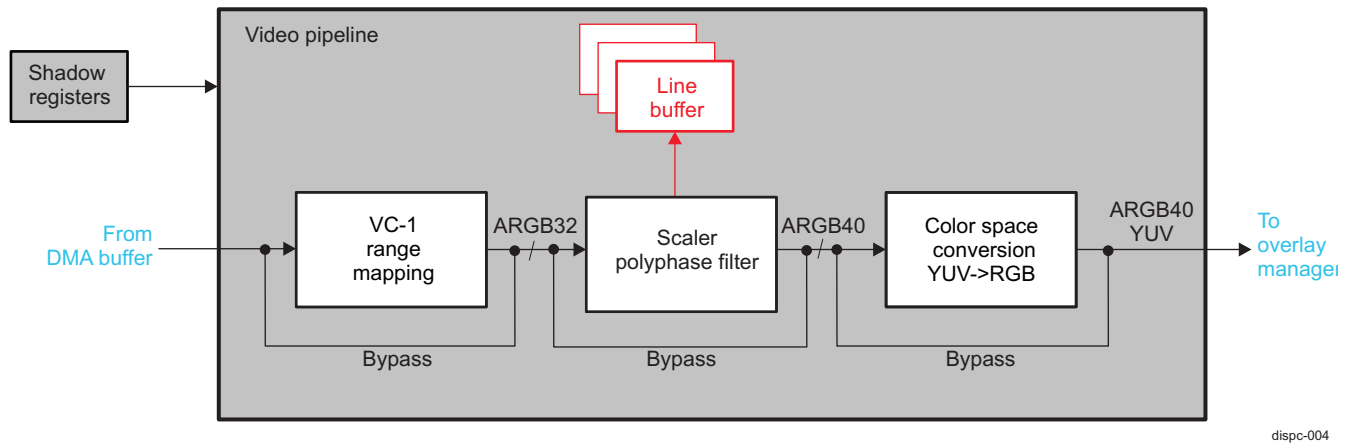 Video pipeline
Shadow
registers
Line
buffer
From
DMA buffer
VC-1
range
mapping
ARGB32
Scaler
polyphase filter
ARGB40
Color space
conversion
YUV->RGB
ARGB40
YUV
To
overlay
manager
Bypass
Bypass
Bypass
dispc-004